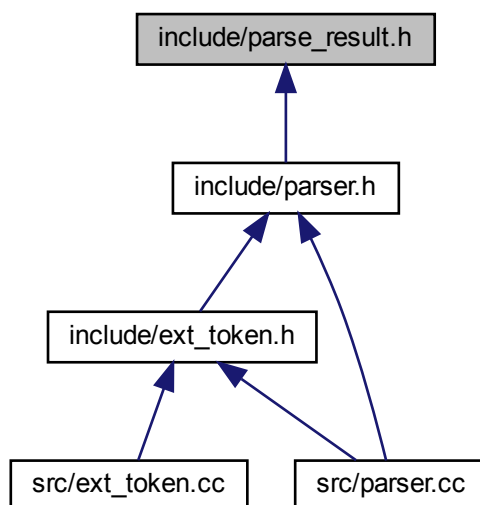 include/parse_result.h
include/parser.h
include/ext_token.h
src/ext_token.cc
src/parser.cc